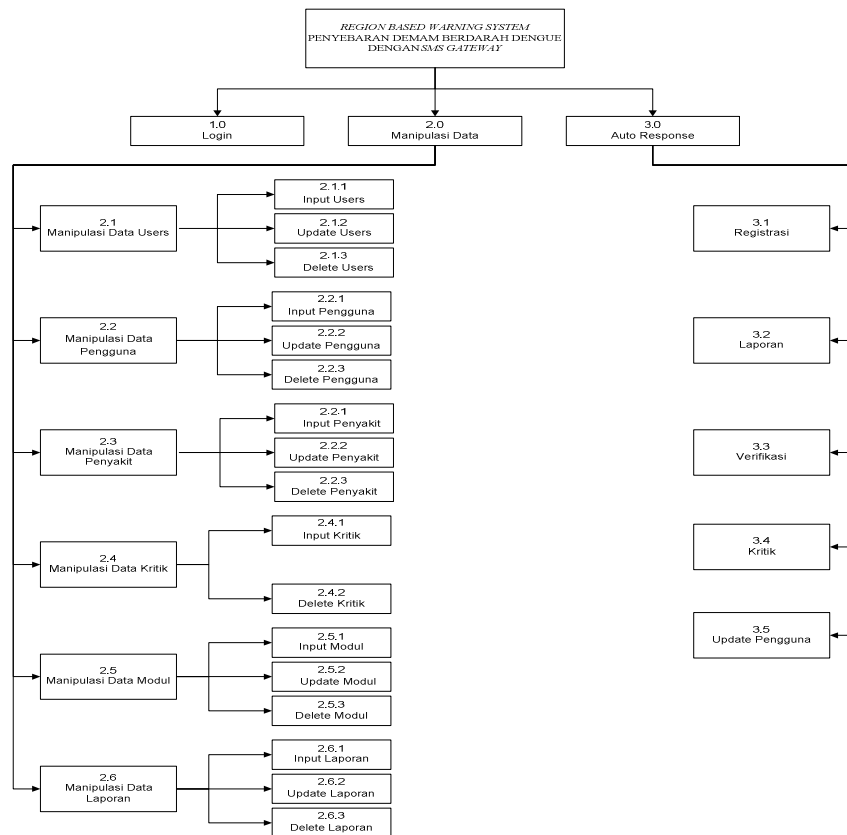 REGION BASED WARNING SYSTEM
PENYEBARAN DEMAM BERDARAH DENGUE
DENGAN SMS GATEWAY
1.0
Login
2.0
Manipulasi Data
3.0
Auto Response
2.1
Manipulasi Data Users
2.1.1
Input Users
2.1.2
Update Users
2.1.3
Delete Users
2.2
Manipulasi Data
Pengguna
2.2.1
Input Pengguna
2.2.2
Update Pengguna
2.2.3
Delete Pengguna
2.3
Manipulasi Data
Penyakit
2.2.1
Input Penyakit
2.2.2
Update Penyakit
2.2.3
Delete Penyakit
2.4
Manipulasi Data Kritik
2.4.1
Input Kritik
2.4.2
Delete Kritik
2.5
Manipulasi Data Modul
2.5.1
Input Modul
2.5.2
Update Modul
2.5.3
Delete Modul
2.6
Manipulasi Data
Laporan
2.6.1
Input Laporan
2.6.2
Update Laporan
2.6.3
Delete Laporan
3.1
Registrasi
3.2
Laporan
3.3
Verifikasi
3.4
Kritik
3.5
Update Pengguna